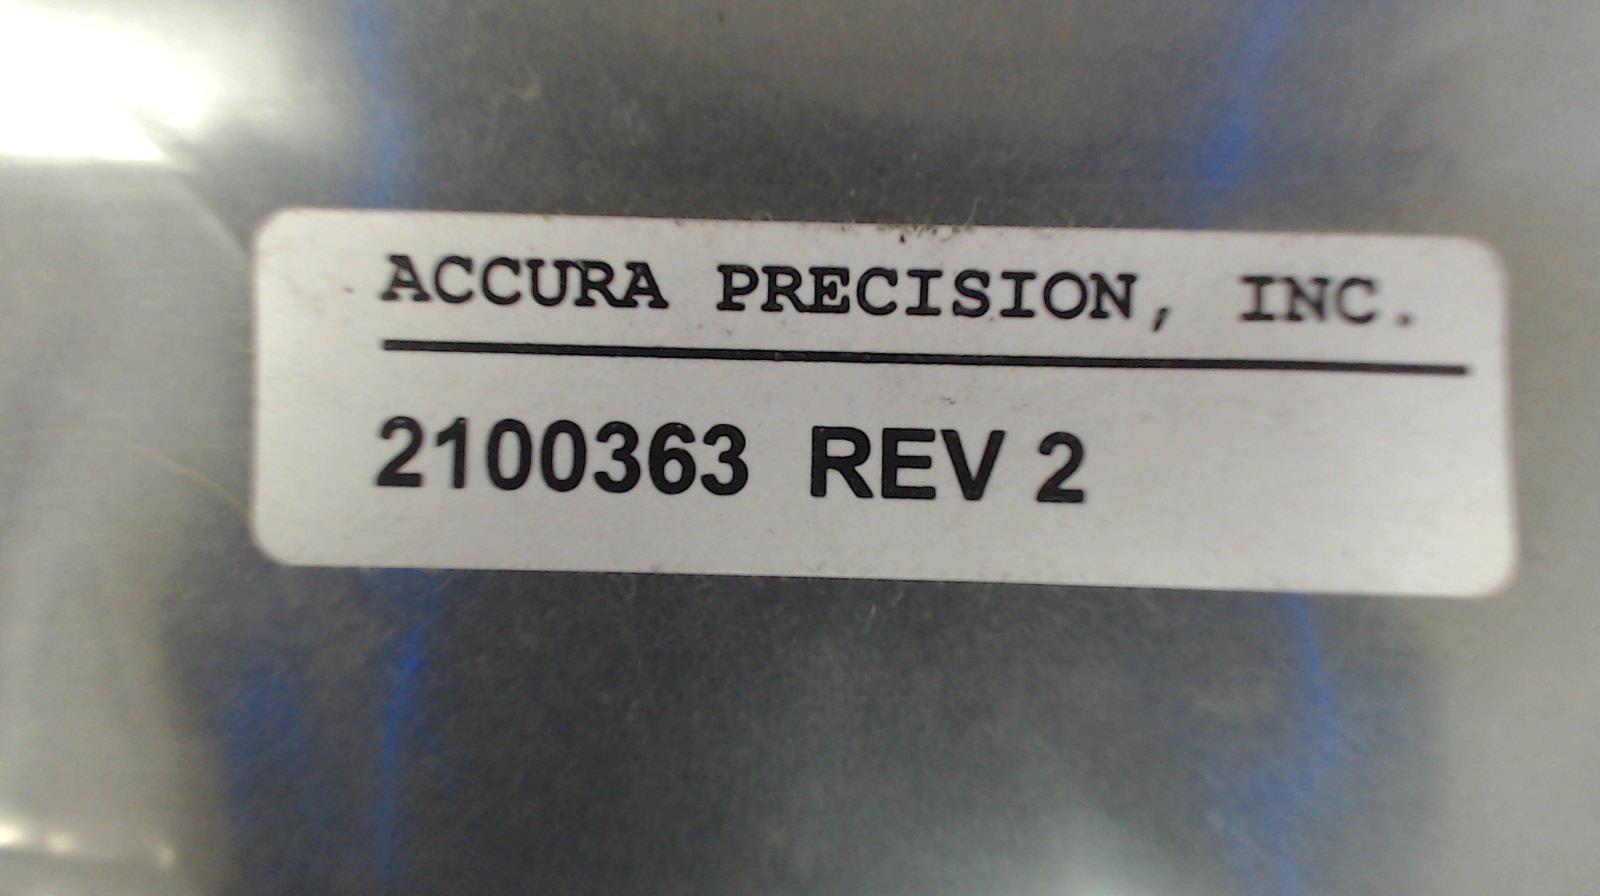 ACCURA PRECISION, INC.
2100363 REV 2